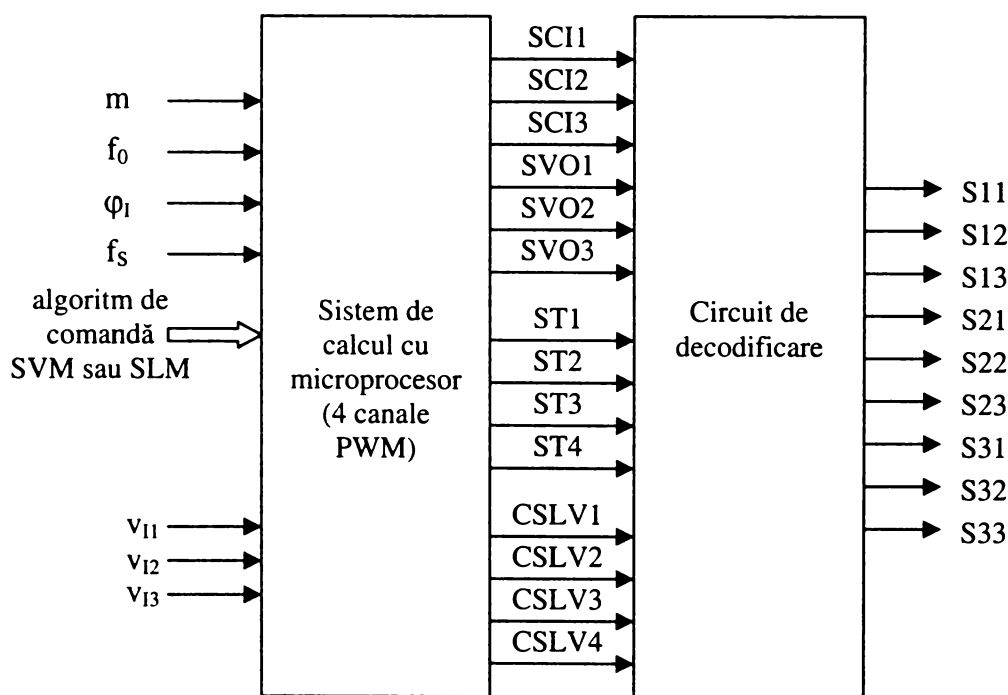 m
f₀
φI
fS
algoritm de
comandă
SVM sau SLM
vI1
vI2
vI3
Sistem de
calcul cu
microprocesor
(4 canale
PWM)
SCI1
SCI2
SCI3
SVO1
SVO2
SVO3
ST1
ST2
ST3
ST4
CSLV1
CSLV2
CSLV3
CSLV4
Circuit de
decodificare
S11
S12
S13
S21
S22
S23
S31
S32
S33